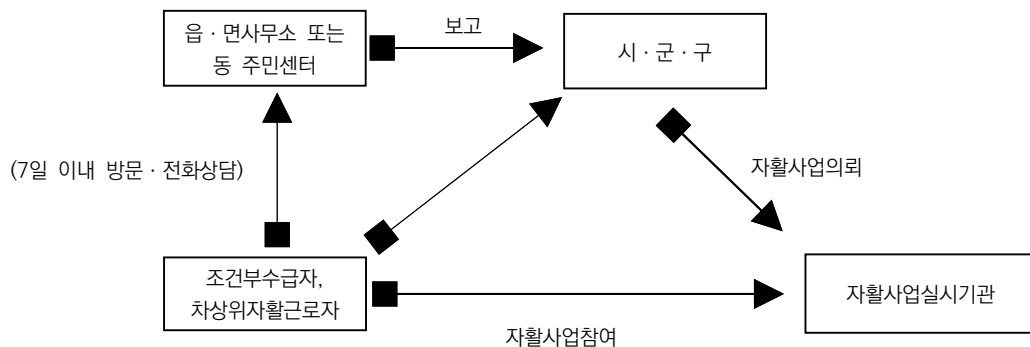 읍 · 면사무소 또는
동 주민센터
보고
시 · 군 · 구
(7일 이내 방문 · 전화상담)
자활사업의뢰
조건부수급자,
차상위자활근로자
자활사업실시기관
자활사업참여